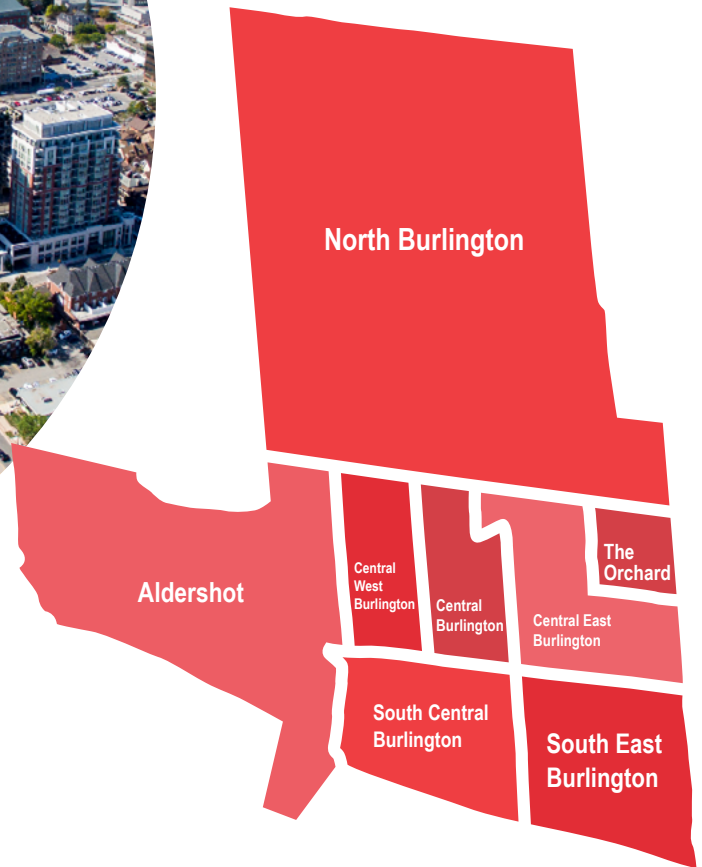 North Burlington
Aldershot
Central
West
Burlington
Central
Burlington
Central East
Burlington
The
Orchard
South Central
Burlington
South East
Burlington